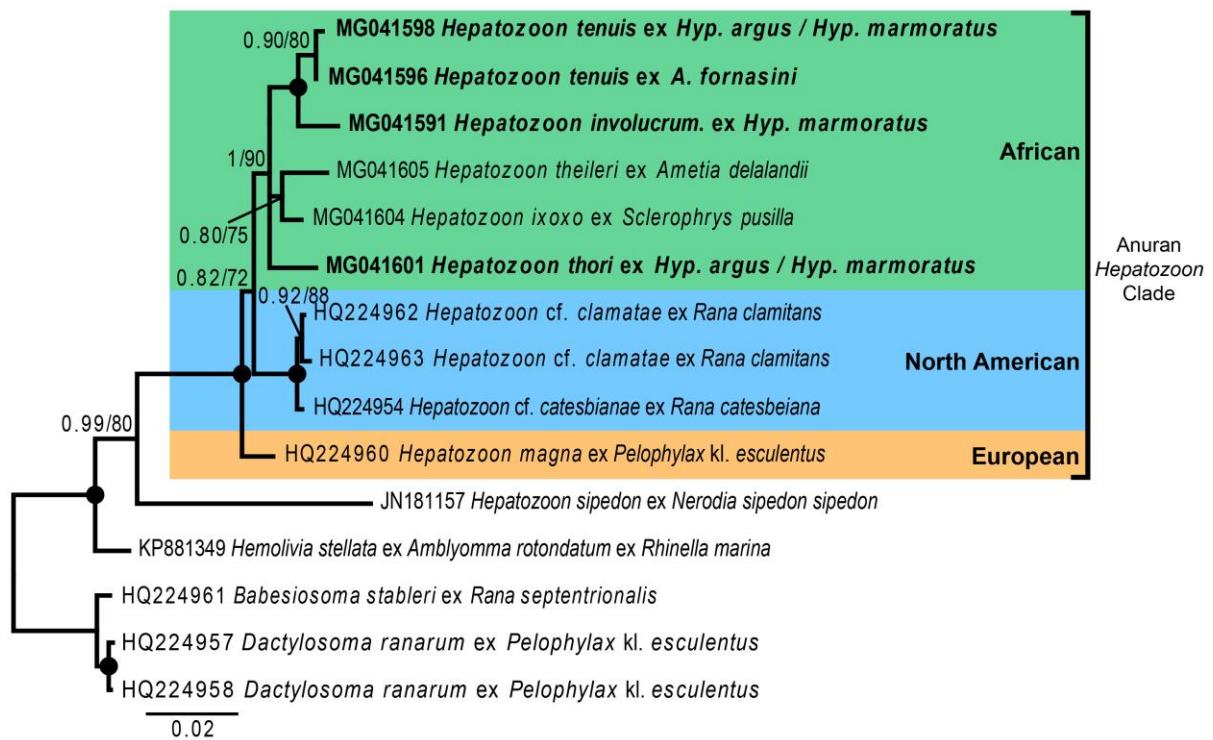 0.90/80
MG041598 Hepatozoon tenuis ex Hyp. argus / Hyp. marmoratus
MG041596 Hepatozoon tenuis ex A. fornasini
MG041591 Hepatozoon involucrum. ex Hyp. marmoratus
African
1/90
MG041605 Hepatozoon theileri ex Ametia delalandii
MG041604 Hepatozoon ixoxo ex Sclerophrys pusilla
0.80/75
Anuran
Hepatozoon
Clade
MG041601 Hepatozoon thori ex Hyp. argus / Hyp. marmoratus
0.82/72
0.92/88
HQ224962 Hepatozoon cf. clamatae ex Rana clamitans
HQ224963 Hepatozoon cf. clamatae ex Rana clamitans
North American
HQ224954 Hepatozoon cf. catesbianae ex Rana catesbeiana
0.99/80
HQ224960 Hepatozoon magna ex Pelophylax kl. esculentus
European
JN181157 Hepatozoon sipedon ex Nerodia sipedon sipedon
KP881349 Hemolivia stellata ex Amblyomma rotondatum ex Rhinella marina
HQ224961 Babesiosoma stableri ex Rana septentrionalis
HQ224957 Dactylosoma ranarum ex Pelophylax kl. esculentus
HQ224958 Dactylosoma ranarum ex Pelophylax kl. esculentus
0.02